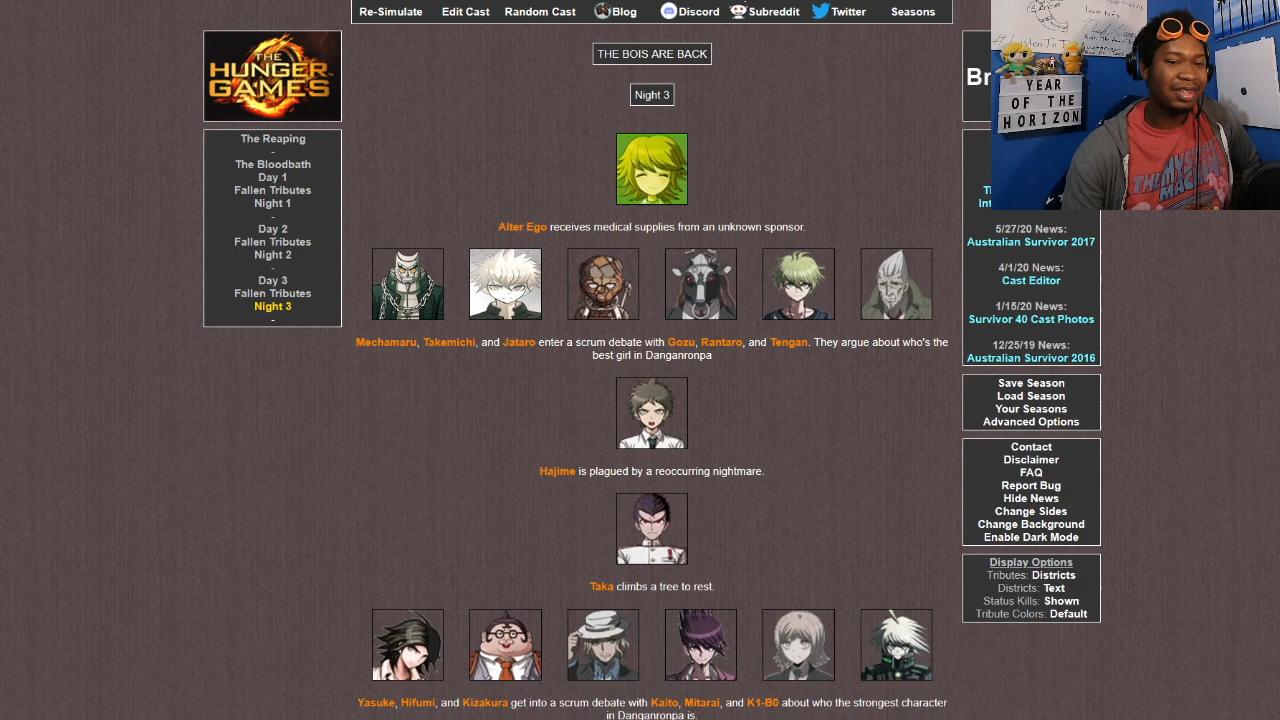 Re-Simulate Edit Cast Random Cast Blog Discord Subreddit Twitter Seasons
THE HUNGER GAMES
The Reaping
-
The Bloodbath
Day 1
Fallen Tributes
Night 1
-
Day 2
Fallen Tributes
Night 2
-
Day 3
Fallen Tributes
Night 3
-
THE BOIS ARE BACK
Night 3
Alter Ego receives medical supplies from an unknown sponsor.
Mechamaru, Takemichi, and Jataro enter a scrum debate with Gozu, Rantaro, and Tengan. They argue about who's the
best girl in Danganronpa
Hajime is plagued by a reoccurring nightmare.
Taka climbs a tree to rest.
Yasuke, Hifumi, and Kizakura get into a scrum debate with Kaito, Mitarai, and K1-B0 about who the strongest character
in Danganronpa is.
YEAR
OF THE
HORIZON
THE MYSTERY
MACHINE
5/27/20 News:
Australian Survivor 2017
4/1/20 News:
Cast Editor
1/15/20 News:
Survivor 40 Cast Photos
12/25/19 News:
Australian Survivor 2016
Save Season
Load Season
Your Seasons
Advanced Options
Contact
Disclaimer
FAQ
Report Bug
Hide News
Change Sides
Change Background
Enable Dark Mode
Display Options
Tributes: Districts
Districts: Text
Status Kills: Shown
Tribute Colors: Default